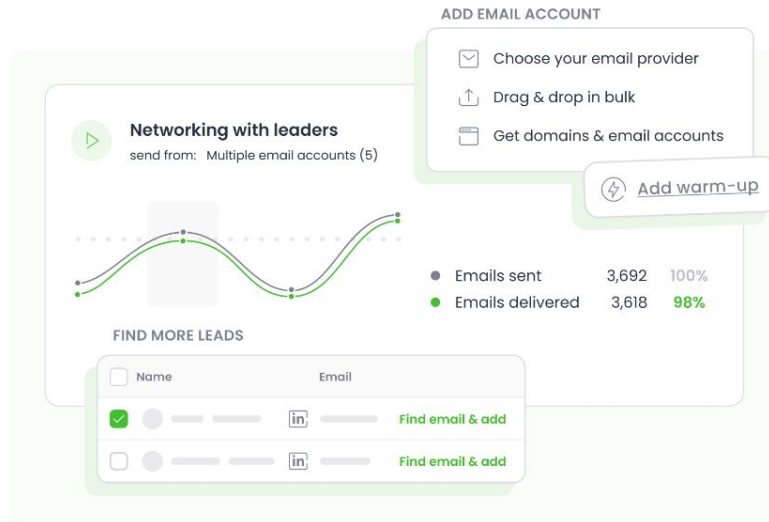 ADD EMAIL ACCOUNT
Choose your email provider
Drag & drop in bulk
Get domains & email accounts
Add warm-up
Networking with leaders
send from: Multiple email accounts (5)
Emails sent 3,692 100%
Emails delivered 3,618 98%
FIND MORE LEADS
Name Email
in Find email & add
in Find email & add